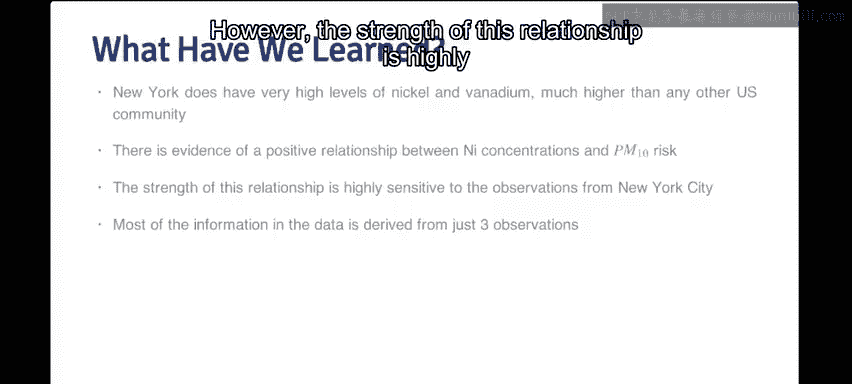 However, the strength of this relationship
is highly
What Have We Learned?
· New York does have very high levels of nickel and vanadium, much higher than any other US
community
· There is evidence of a positive relationship between Ni concentrations and PM10 risk
· The strength of this relationship is highly sensitive to the observations from New York City
· Most of the information in the data is derived from just 3 observations